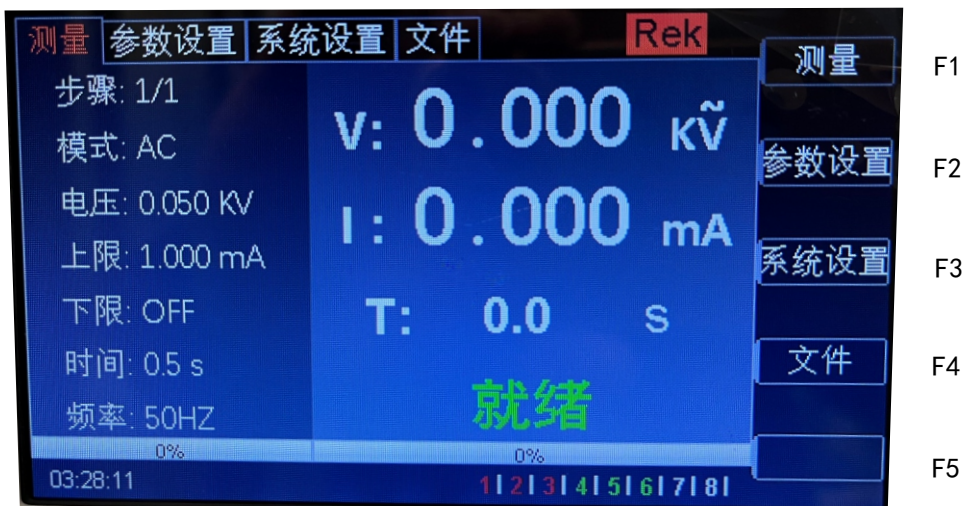 测量 参数设置 系统设置 文件 Rek
测量 F1
步骤: 1/1
V: 0.000 KṼ
模式: AC
参数设置 F2
电压: 0.050 KV
I: 0.000 mA
上限: 1.000 mA
系统设置 F3
下限: OFF
T: 0.0 s
时间: 0.5 s
文件 F4
就绪
频率: 50HZ
0% 0%
F5
03:28:11 1| 2| 3| 4| 5| 6| 7| 8|